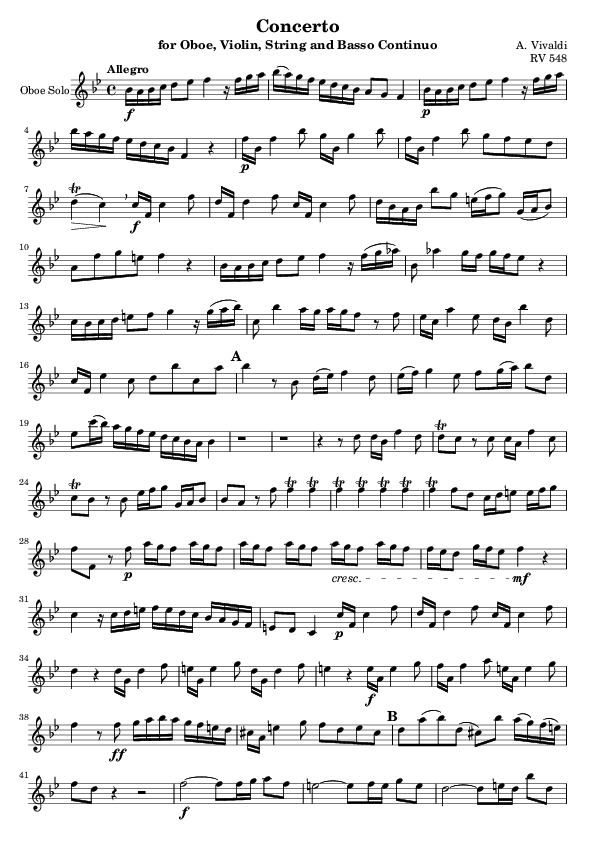 Concerto
for Oboe, Violin, String and Basso Continuo
A. Vivaldi
RV 548
Allegro
Oboe Solo
f
p
4
p
7
tr
f
10
13
16
A
19
tr
24
tr
tr tr tr tr tr tr tr
28
p
cresc.
mf
31
p
34
f
38
ff
B
41
f